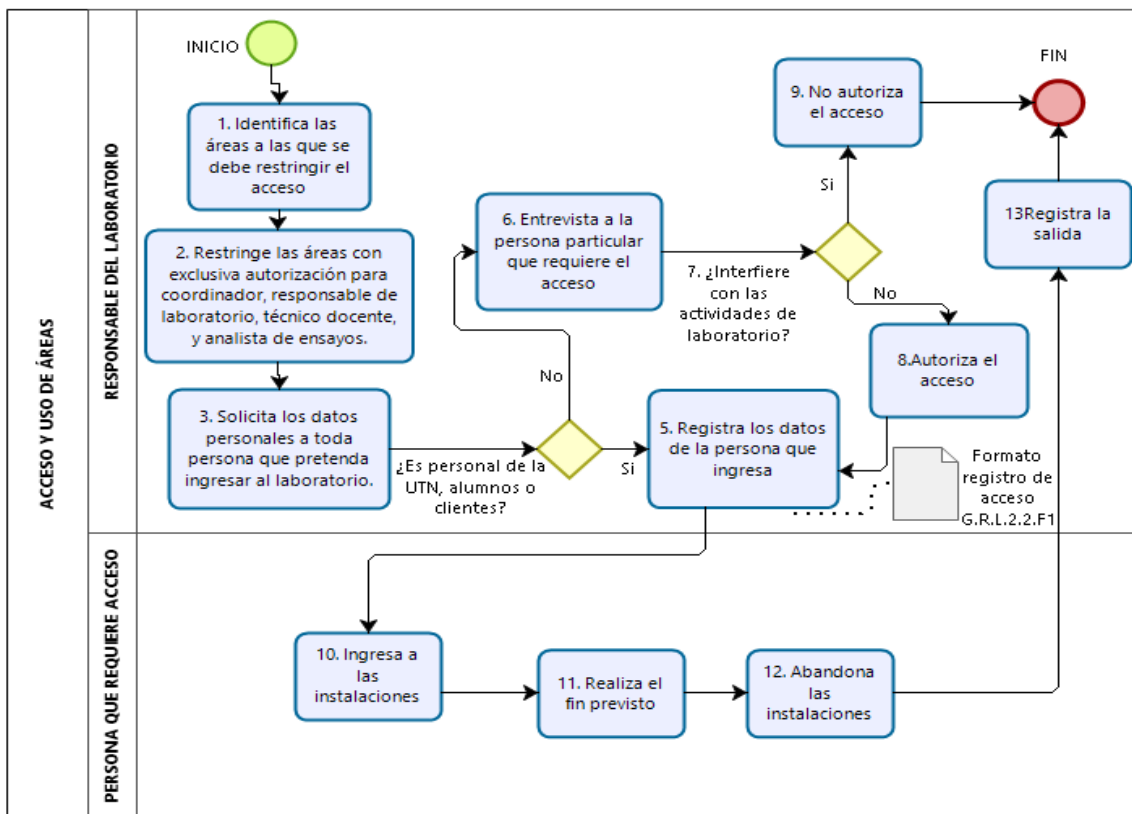 ACCESO Y USO DE ÁREAS
RESPONSABLE DEL LABORATORIO
INICIO
1. Identifica las
áreas a las que se
debe restringir el
acceso
2. Restringe las áreas con
exclusiva autorización para
coordinador, responsable de
laboratorio, técnico docente,
y analista de ensayos.
3. Solicita los datos
personales a toda
persona que pretenda
ingresar al laboratorio.
¿Es personal de la
UTN, alumnos o
clientes?
No
Si
6. Entrevista a la
persona particular
que requiere el
acceso
7. ¿Interfiere
con las
actividades de
laboratorio?
Si
No
9. No autoriza
el acceso
FIN
8.Autoriza el
acceso
5. Registra los datos
de la persona que
ingresa
Formato
registro de
acceso
G.R.L.2.2.F1
13Registra la
salida
PERSONA QUE REQUIERE ACCESO
10. Ingresa a
las
instalaciones
11. Realiza el
fin previsto
12. Abandona
las
instalaciones